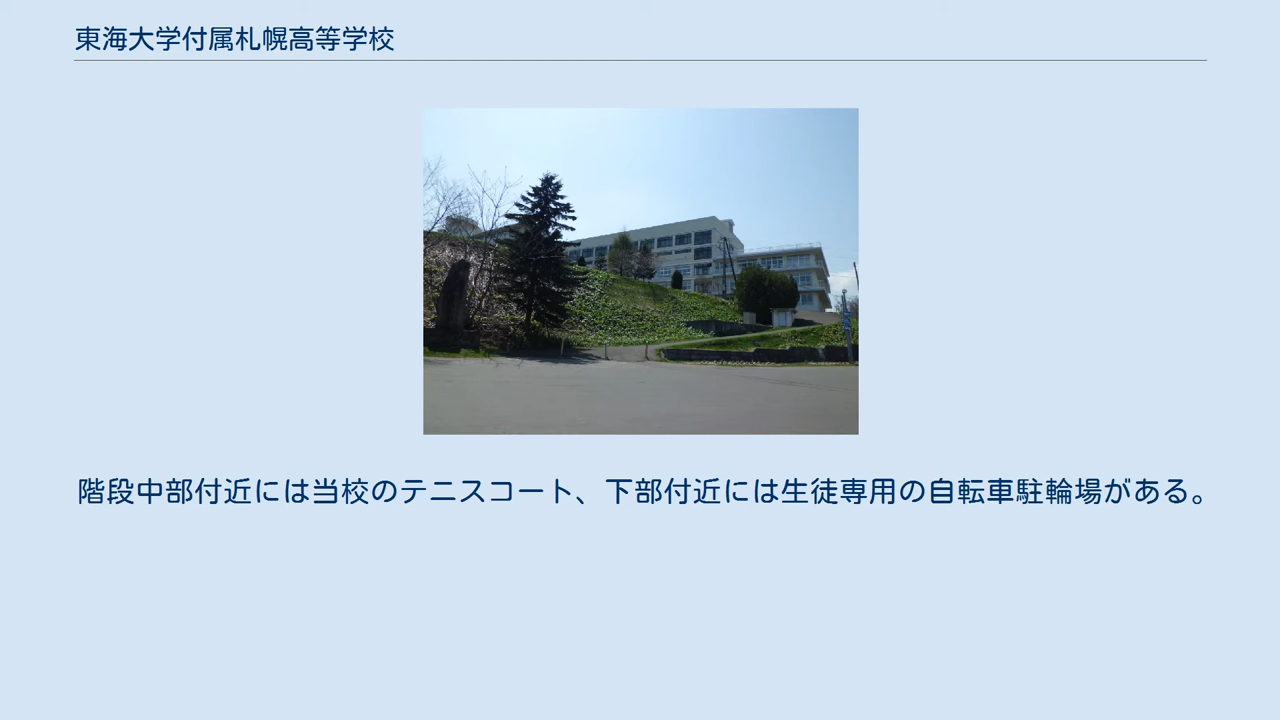 東海大学付属札幌高等学校
階段中部付近には当校のテニスコート、下部付近には生徒専用の自転車駐輪場がある。